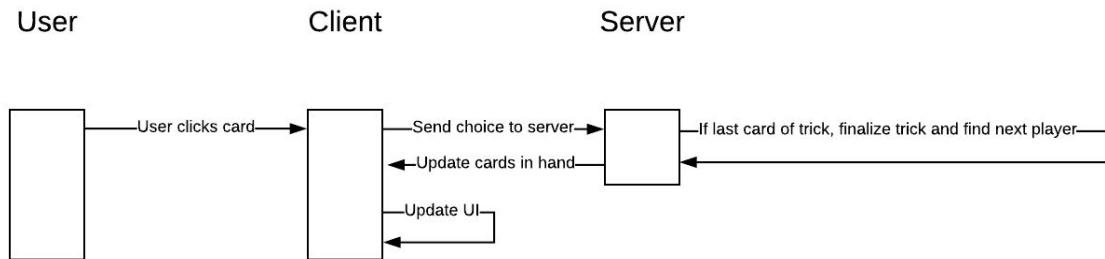 User
Client
Server
User clicks card
Send choice to server
If last card of trick, finalize trick and find next player
Update cards in hand
Update UI